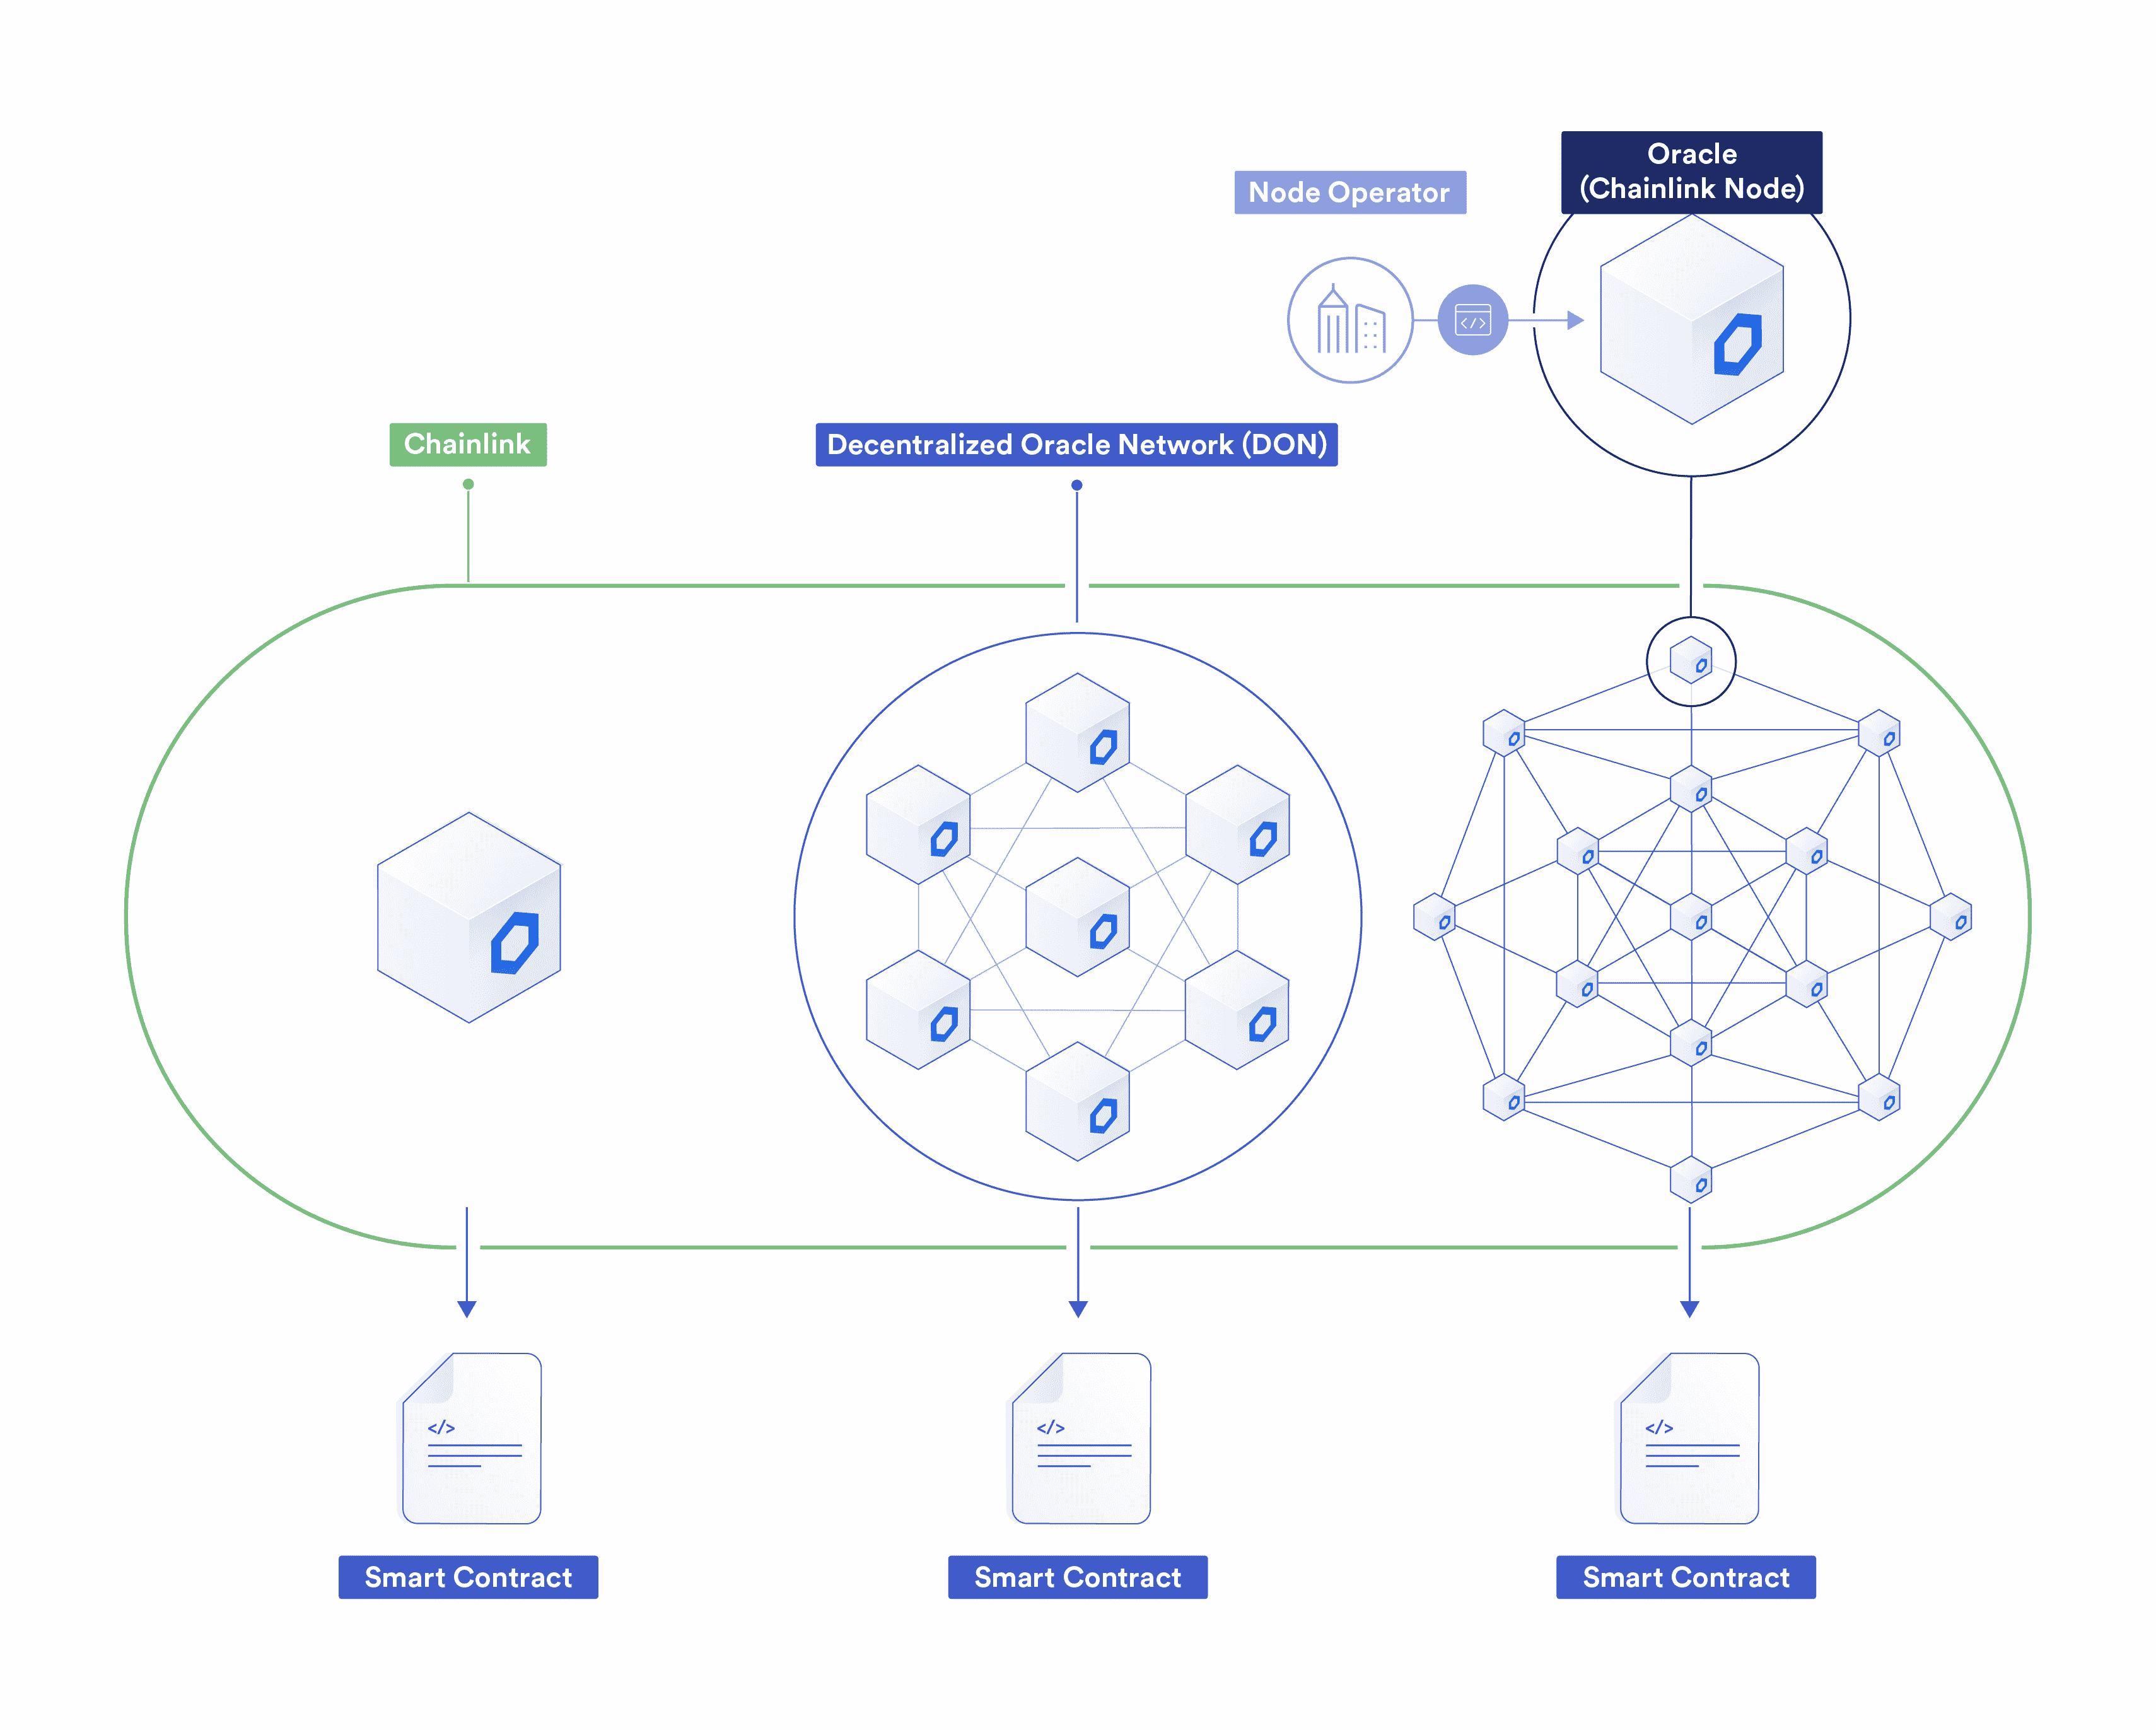 Oracle
(Chainlink Node)
Node Operator
Chainlink
Decentralized Oracle Network (DON)
</>
</>
</>
</>
Smart Contract
Smart Contract
Smart Contract